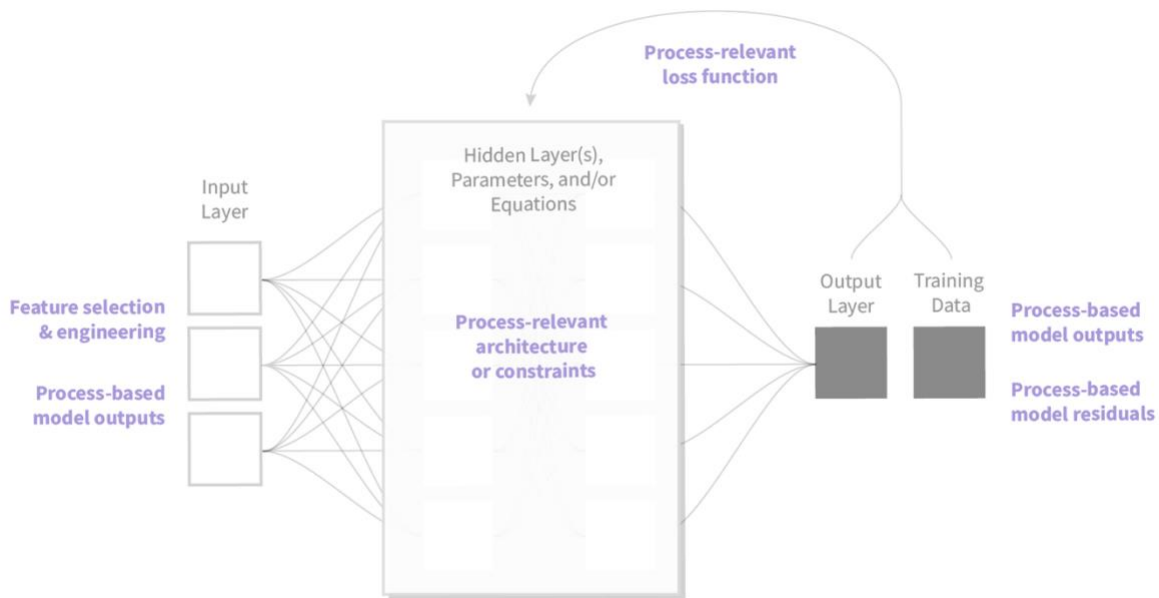 Process-relevant
loss function
Hidden Layer(s),
Parameters, and/or
Equations
Input
Layer
Feature selection
& engineering
Process-based
model outputs
Process-relevant
architecture
or constraints
Output
Layer
Training
Data
Process-based
model outputs
Process-based
model residuals